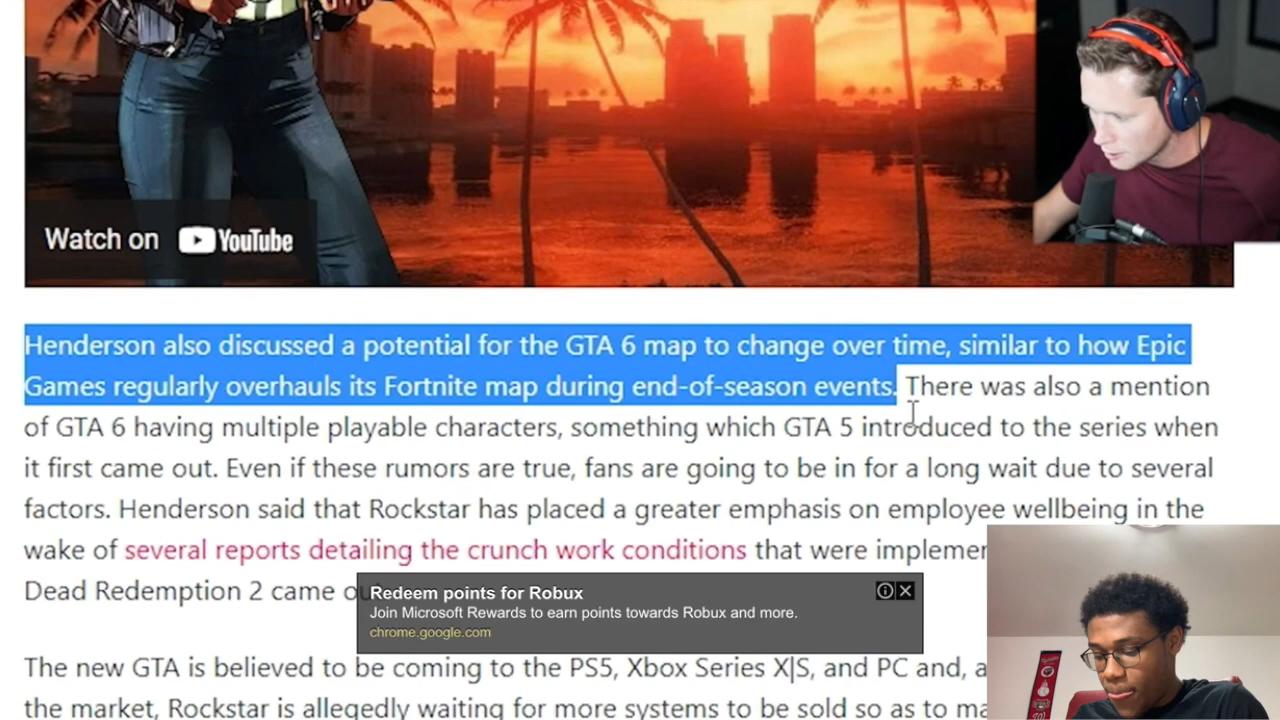 Watch on YouTube
Henderson also discussed a potential for the GTA 6 map to change over time, similar to how Epic
Games regularly overhauls its Fortnite map during end-of-season events. There was also a mention
of GTA 6 having multiple playable characters, something which GTA 5 introduced to the series when
it first came out. Even if these rumors are true, fans are going to be in for a long wait due to several
factors. Henderson said that Rockstar has placed a greater emphasis on employee wellbeing in the
wake of several reports detailing the crunch work conditions that were
Dead Redemption 2 came
Redeem points for Robux
Join Microsoft Rewards to earn points towards Robux and more.
chrome.google.com
The new GTA is believed to be coming to the PS5, Xbox Series X|S, and PC and,
the market, Rockstar is allegedly waiting for more systems to be sold so as to